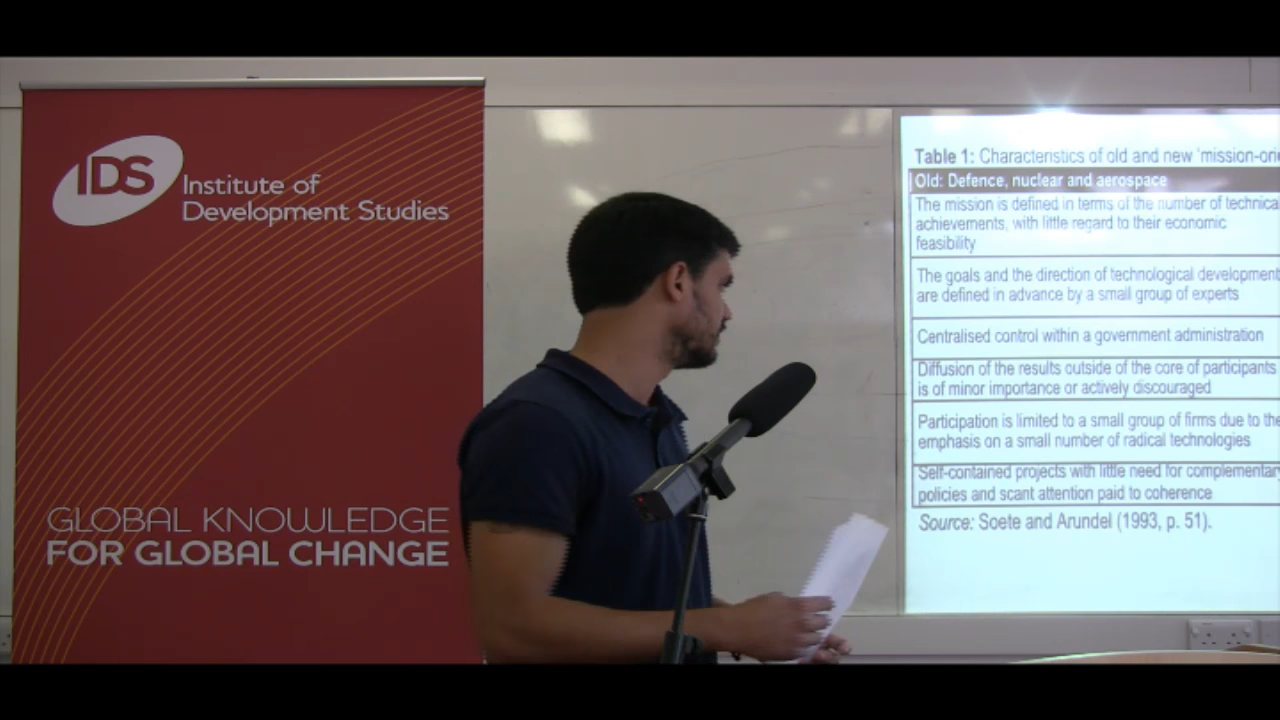 IDS
Institute of
Development Studies
GLOBAL KNOWLEDGE
FOR GLOBAL CHANGE
Table 1: Characteristics of old and new 'mission-ori
Old: Defence, nuclear and aerospace
The mission is defined in terms of the number of technica
achievements, with little regard to their economic
feasibility
The goals and the direction of technological development
are defined in advance by a small group of experts
Centralised control within a government administration
Diffusion of the results outside of the core of participants
is of minor importance or actively discouraged
Participation is limited to a small group of firms due to the
emphasis on a small number of radical technologies
Self-contained projects with little need for complementary
policies and scant attention paid to coherence
Source: Soete and Arundel (1993, p. 51).